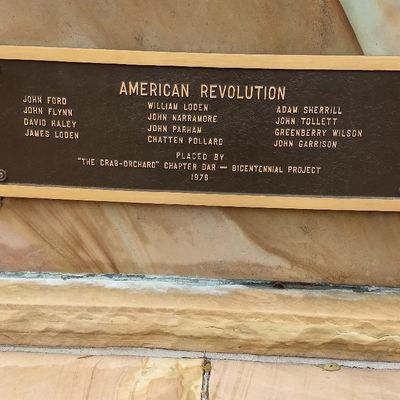 AMERICAN REVOLUTION
JOHN FORD
JOHN FLYNN
DAVID HALEY
JAMES LODEN
WILLIAM LODEN
JOHN NARRAMORE
JOHN PARHAM
CHATTEN POLLARD
ADAM SHERRILL
JOHN TOLLETT
GREENBERRY WILSON
JOHN GARRISON
PLACED BY
"THE CRAB-ORCHARD" CHAPTER DAR — BICENTENNIAL PROJECT
1976